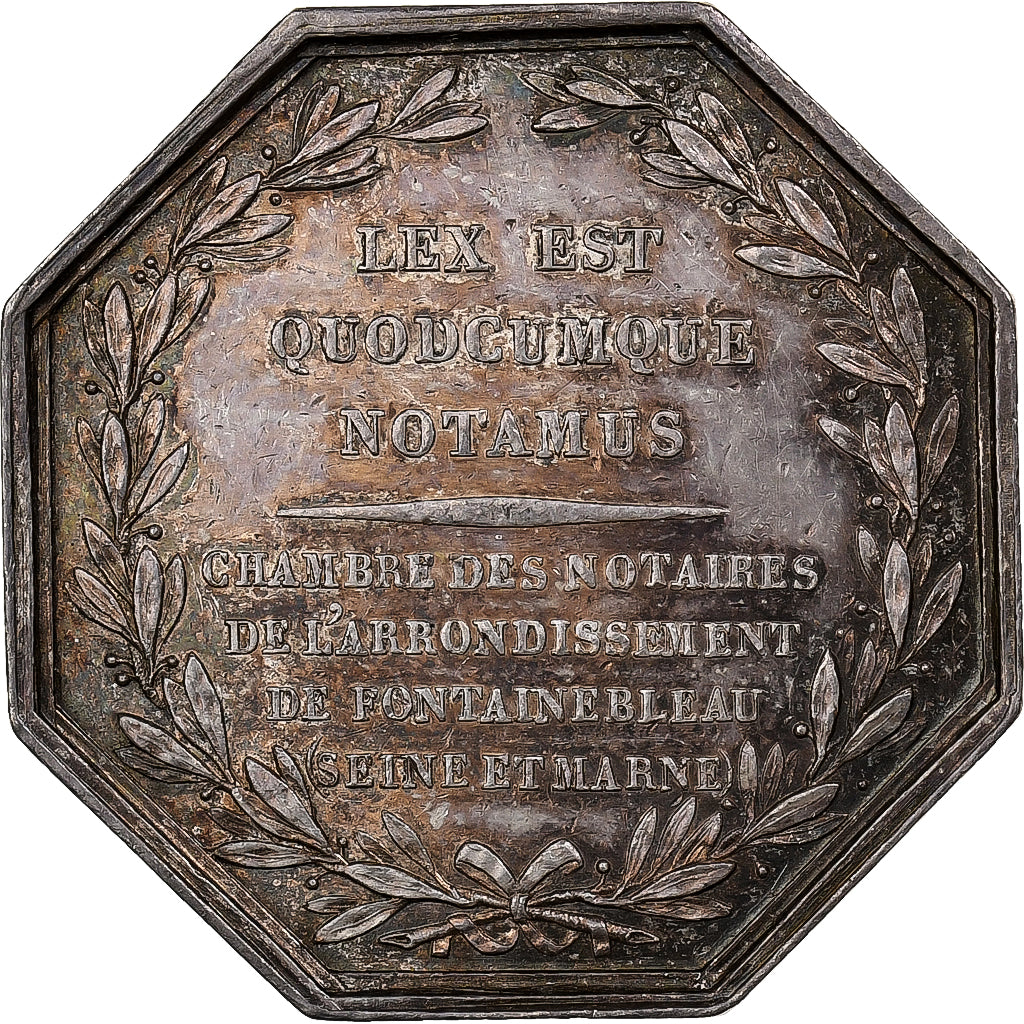 LEX EST
QUODCUMQUE
NOTAMUS
CHAMBRE DES NOTAIRES
DE L'ARRONDISSEMENT
DE FONTAINEBLEAU
(SEINE ET MARNE)